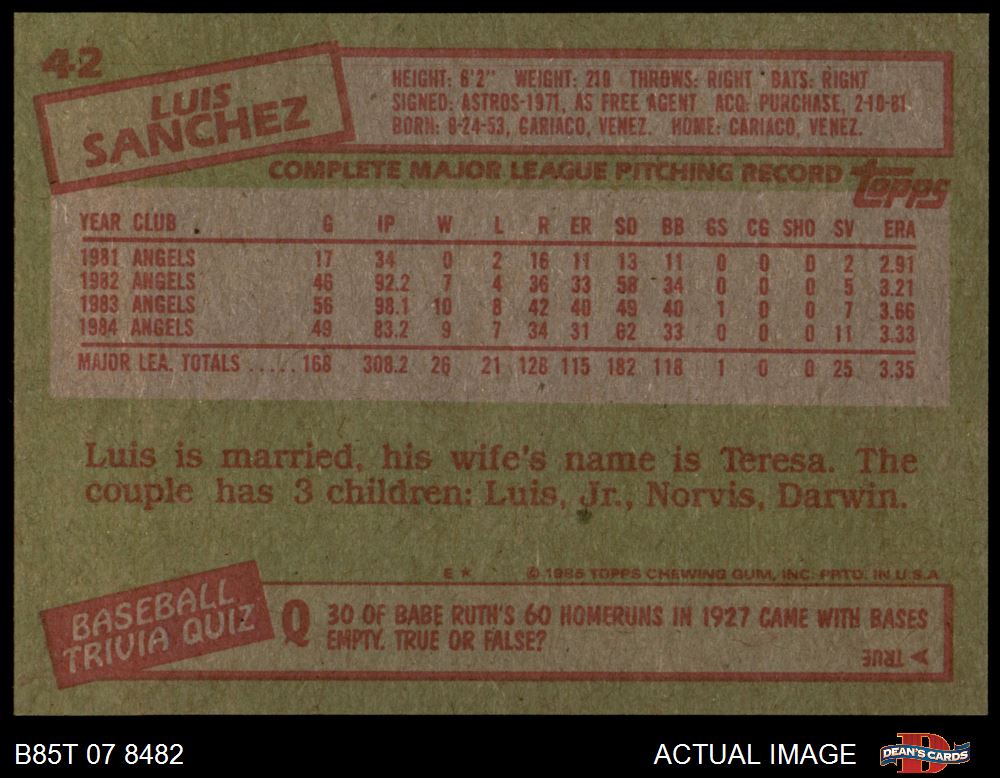 42
LUIS
SANCHEZ
HEIGHT: 6'2" WEIGHT: 210 THROWS: RIGHT BATS: RIGHT
SIGNED: ASTROS-1971, AS FREE AGENT ACQ: PURCHASE, 2-10-81
BORN: 8-24-53, CARIACO, VENEZ. HOME: CARIACO, VENEZ.
COMPLETE MAJOR LEAGUE PITCHING RECORD topps
YEAR CLUB G IP W L R ER SO BB GS CG SHO SV ERA
1981 ANGELS 17 34 0 2 16 11 13 11 0 0 0 2 2.91
1982 ANGELS 46 92.2 7 4 36 33 58 34 0 0 0 5 3.21
1983 ANGELS 56 98.1 10 8 42 40 49 40 1 0 0 7 3.66
1984 ANGELS 49 83.2 9 7 34 31 62 33 0 0 0 11 3.33
MAJOR LEA. TOTALS ..... 168 308.2 26 21 128 115 182 118 1 0 0 25 3.35
Luis is married, his wife's name is Teresa. The
couple has 3 children: Luis, Jr., Norvis, Darwin.
E * © 1985 TOPPS CHEWING GUM, INC. PRTD. IN U.S.A
BASEBALL
TRIVIA QUIZ
Q 30 OF BABE RUTH'S 60 HOMERUNS IN 1927 CAME WITH BASES
EMPTY. TRUE OR FALSE?
TRUE
B85T 07 8482
ACTUAL IMAGE
D
DEAN'S CARDS